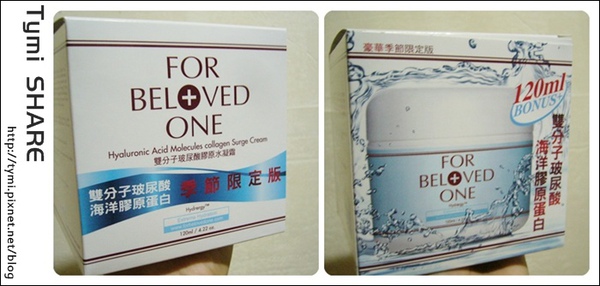 Tymi SHARE
http://tymi.pixnet.net/blog
FOR
BELOVED
ONE
Hyaluronic Acid Molecules collagen Surge Cream
雙分子玻尿酸膠原水凝霜
雙分子玻尿酸
海洋膠原蛋白
季節限定版
Hydrangy™
120ml / 4.23 oz.
豪華季節限定版
120ml
BONUS
雙分子玻尿酸
海洋膠原蛋白
FOR
BELOVED
ONE